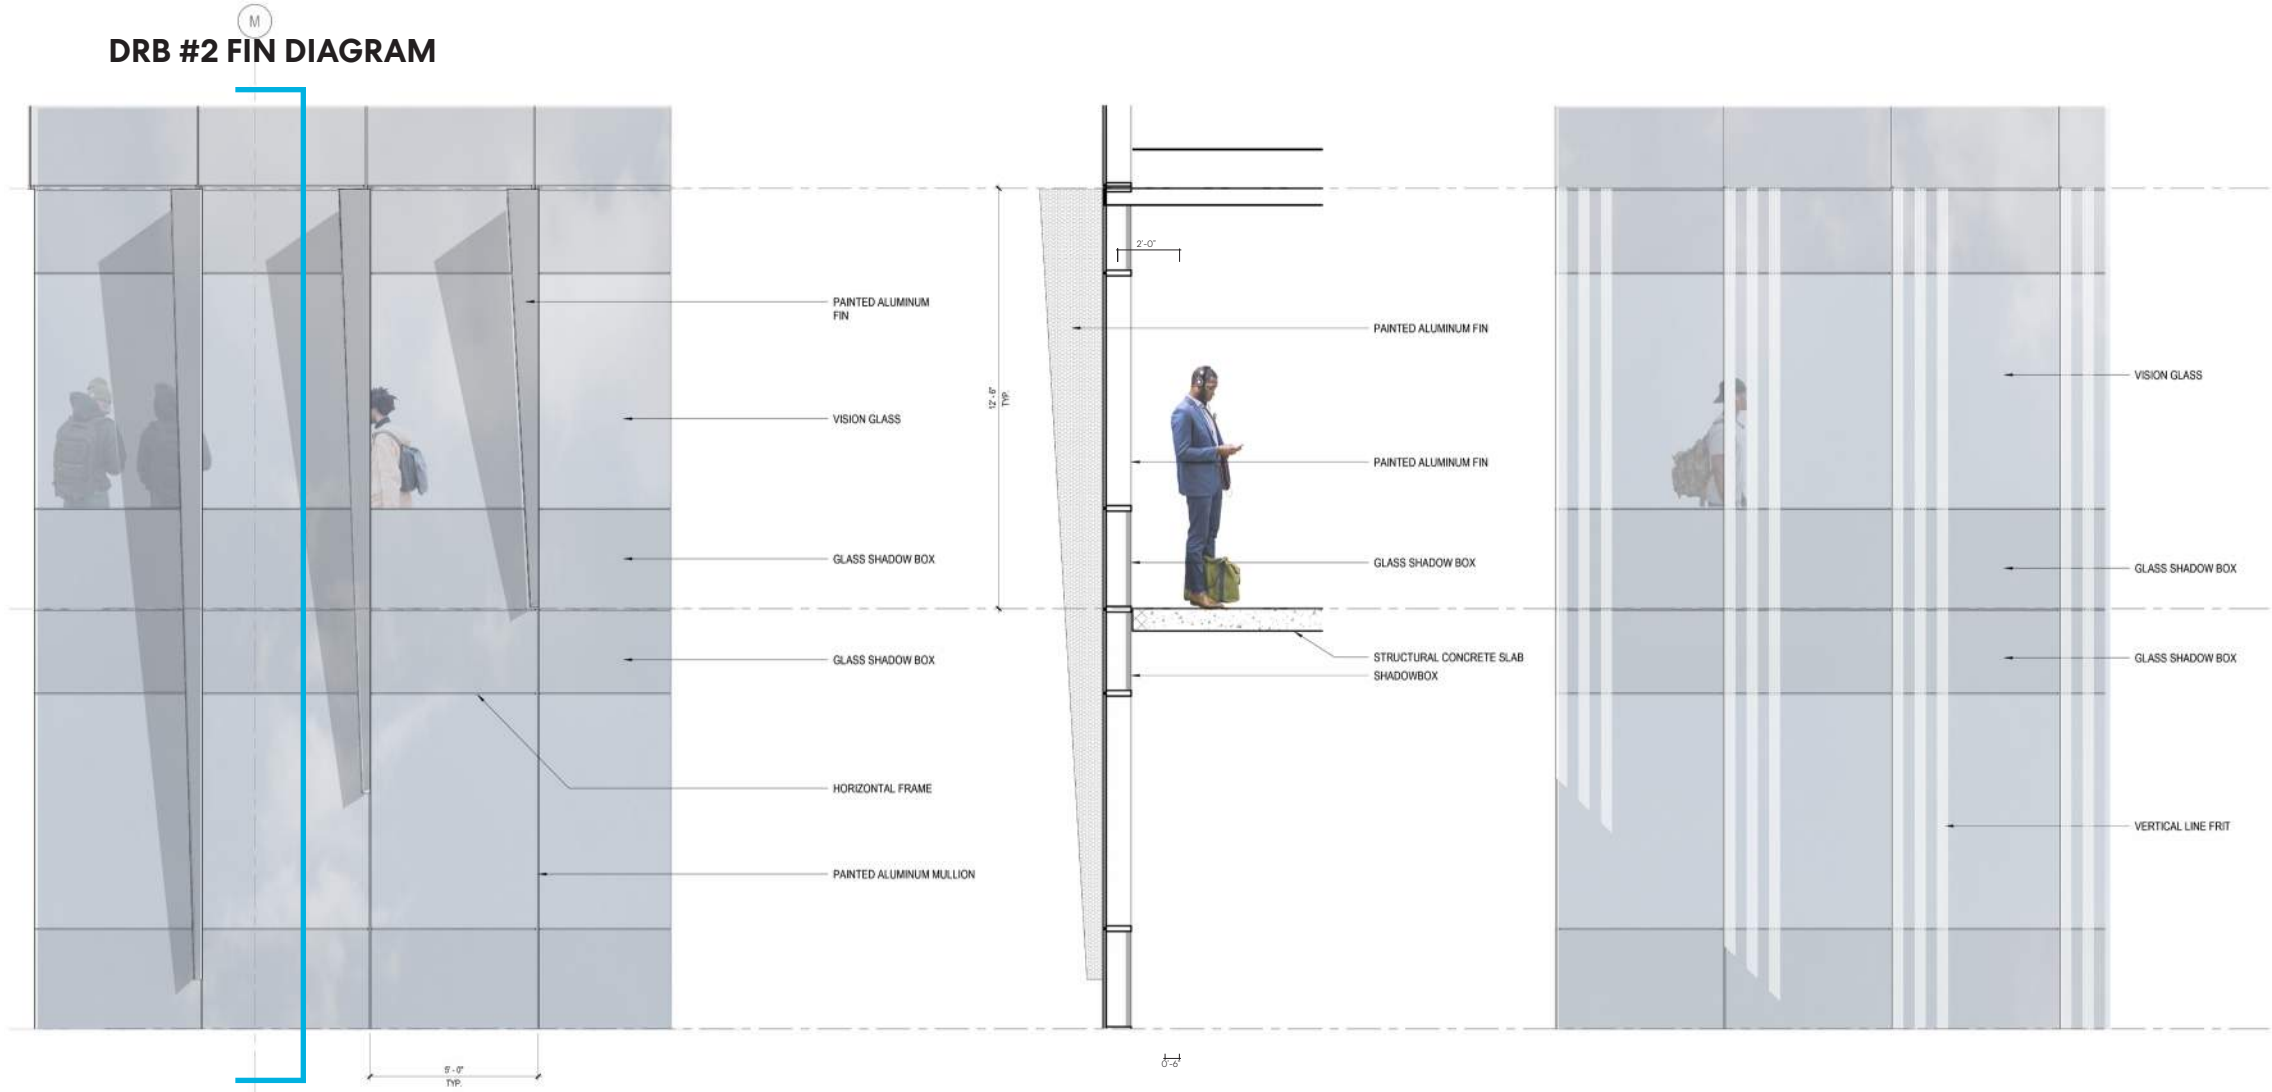 M
DRB #2 FIN DIAGRAM
PAINTED ALUMINUM
FIN
VISION GLASS
GLASS SHADOW BOX
GLASS SHADOW BOX
HORIZONTAL FRAME
PAINTED ALUMINUM MULLION
5' - 0"
TYP.
12' - 6"
TYP.
2'-0"
PAINTED ALUMINUM FIN
PAINTED ALUMINUM FIN
GLASS SHADOW BOX
STRUCTURAL CONCRETE SLAB
SHADOWBOX
0'-6"
VISION GLASS
GLASS SHADOW BOX
GLASS SHADOW BOX
VERTICAL LINE FRIT